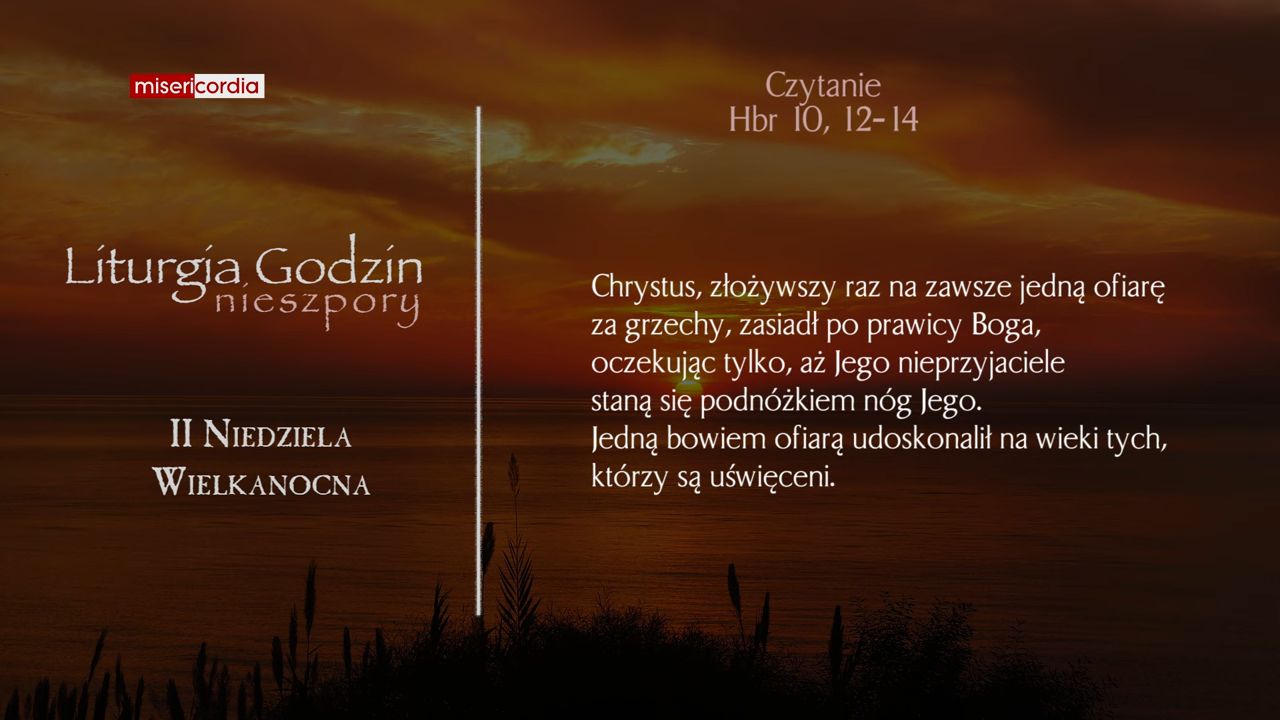 misericordia
Liturgia Godzin
nieszpory
II Niedziela
Wielkanocna
Czytanie
Hbr 10, 12-14
Chrystus, złożywszy raz na zawsze jedną ofiarę
za grzechy, zasiadł po prawicy Boga,
oczekując tylko, aż Jego nieprzyjaciele
staną się podnóżkiem nóg Jego.
Jedną bowiem ofiarą udoskonalił na wieki tych,
którzy są uświęceni.